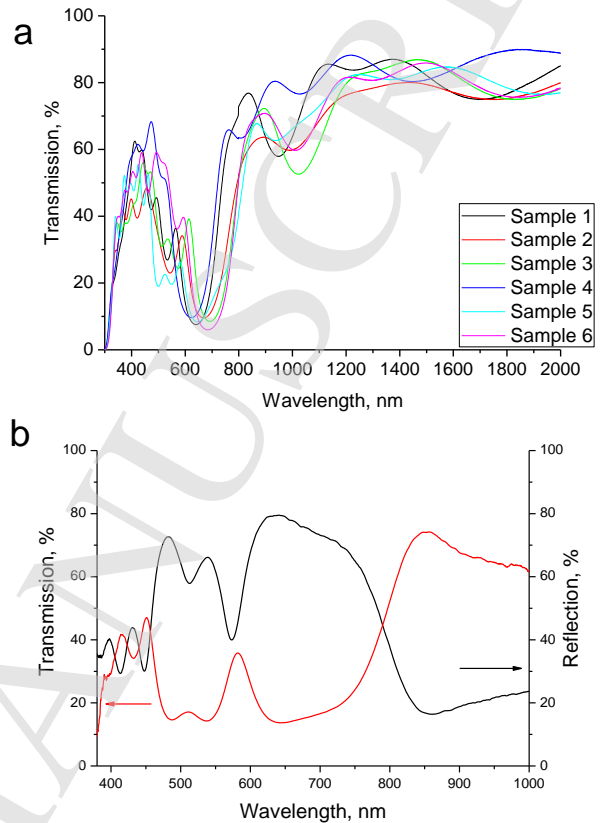 a
Transmission, %
100
80
60
40
20
0
400 600 800 1000 1200 1400 1600 1800 2000
Wavelength, nm
Sample 1
Sample 2
Sample 3
Sample 4
Sample 5
Sample 6
b
Transmission, %
100
80
60
40
20
0
400 500 600 700 800 900 1000
Wavelength, nm
100
80
60
40
20
0
Reflection, %
ANUSCRI